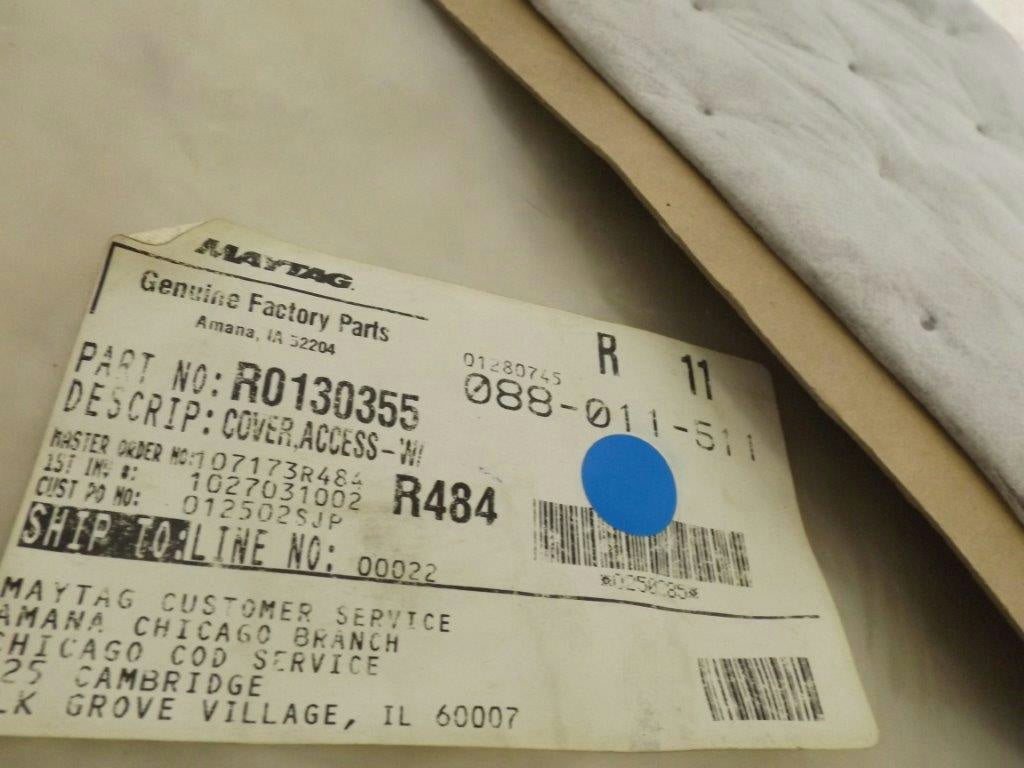 MAYTAG
Genuine Factory Parts
Amana, IA 52204
R 11
01280745
088-011-511
PART NO: R0130355
DESCRIP: COVER,ACCESS-W/
MASTER ORDER NO: 107173R484
1ST INV #: 1027031002
R484
CUST PO NO: 012502SJP
SHIP TO: LINE NO: 00022
MAYTAG CUSTOMER SERVICE
AMANA CHICAGO BRANCH
CHICAGO COD SERVICE
25 CAMBRIDGE
LK GROVE VILLAGE, IL 60007